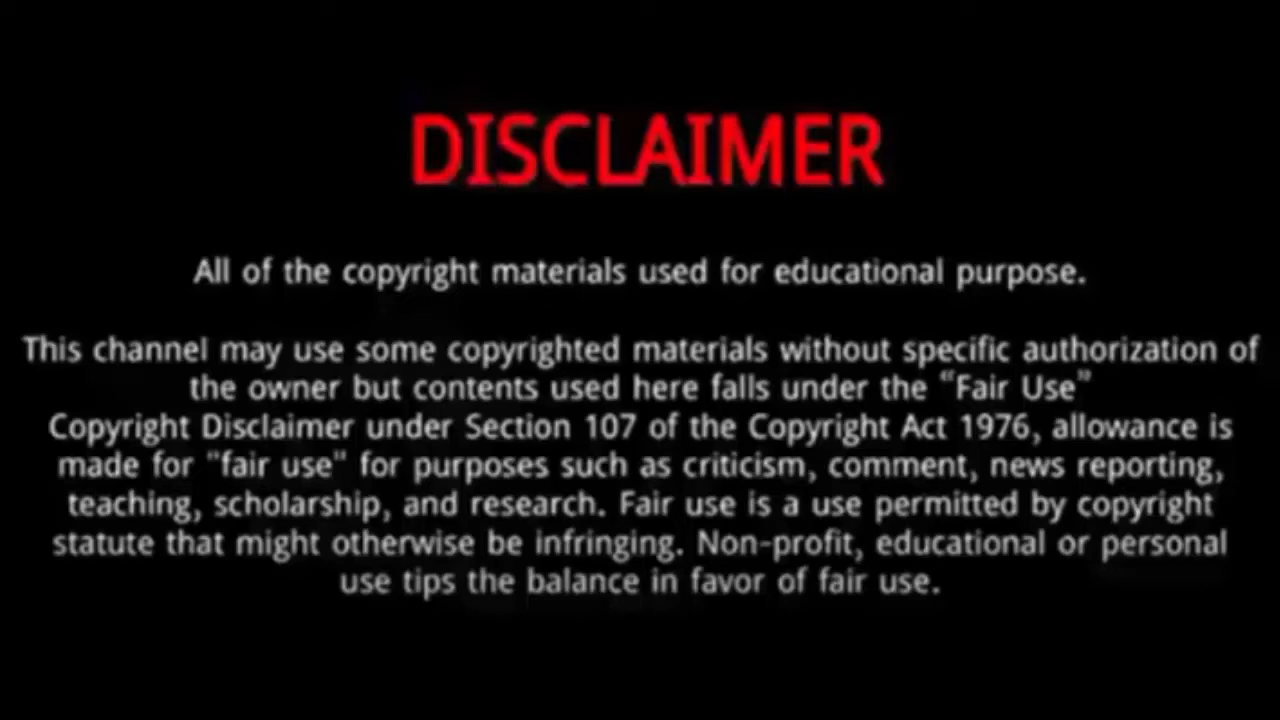 DISCLAIMER
All of the copyright materials used for educational purpose.
This channel may use some copyrighted materials without specific authorization of
the owner but contents used here falls under the “Fair Use”
Copyright Disclaimer under Section 107 of the Copyright Act 1976, allowance is
made for "fair use" for purposes such as criticism, comment, news reporting,
teaching, scholarship, and research. Fair use is a use permitted by copyright
statute that might otherwise be infringing. Non-profit, educational or personal
use tips the balance in favor of fair use.